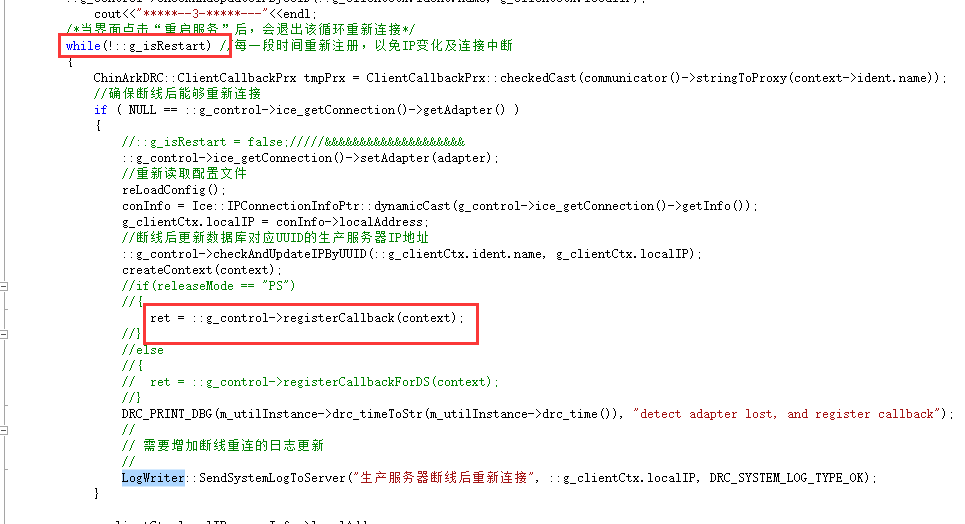 cout<<"*****--3-*****---"<<endl;
/*当界面点击“重启服务”后，会退出该循环重新连接*/
while(!::g_isRestart) //每一段时间重新注册，以免IP变化及连接中断
{
ChinArkDRC::ClientCallbackPrx tmpPrx = ClientCallbackPrx::checkedCast(communicator()->stringToProxy(context->ident.name));
//确保断线后能够重新连接
if ( NULL == ::g_control->ice_getConnection()->getAdapter() )
{
//::g_isRestart = false;/////&&&&&&&&&&&&&&&&&&&&
::g_control->ice_getConnection()->setAdapter(adapter);
//重新读取配置文件
reLoadConfig();
conInfo = Ice::IPConnectionInfoPtr::dynamicCast(g_control->ice_getConnection()->getInfo());
g_clientCtx.localIP = conInfo->localAddress;
//断线后更新数据库对应UUID的生产服务器IP地址
::g_control->checkAndUpdateIPByUUID(::g_clientCtx.ident.name, g_clientCtx.localIP);
createContext(context);
//if(releaseMode == "PS")
//{
ret = ::g_control->registerCallback(context);
//}
//else
//{
// ret = ::g_control->registerCallbackForDS(context);
//}
DRC_PRINT_DBG(m_utilInstance->drc_timeToStr(m_utilInstance->drc_time()), "detect adapter lost, and register callback");
//
// 需要增加断线重连的日志更新
//
LogWriter::SendSystemLogToServer("生产服务器断线后重新连接", ::g_clientCtx.localIP, DRC_SYSTEM_LOG_TYPE_OK);
}